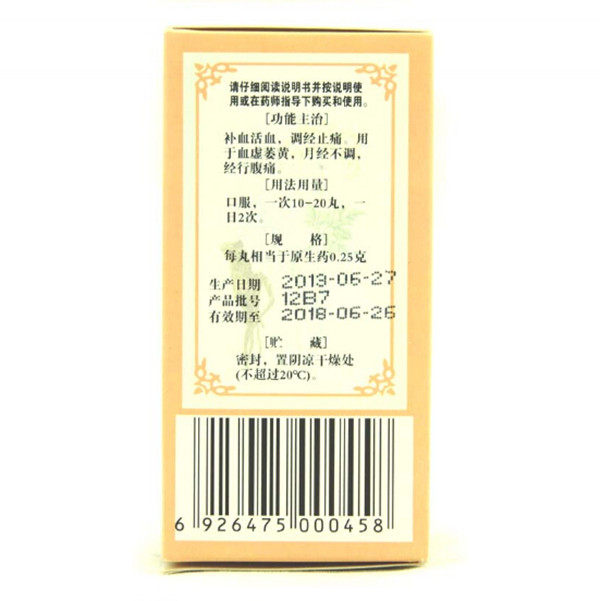 请仔细阅读说明书并按说明使
用或在药师指导下购买和使用。
[功能主治]
补血活血，调经止痛。用
于血虚萎黄，月经不调，
经行腹痛。
[用法用量]
口服，一次10-20丸，一
日2次。
[规 格]
每丸相当于原生药0.25克
生产日期 2013-06-27
产品批号 12B7
有效期至 2018-06-26
[贮 藏]
密封，置阴凉干燥处
(不超过20℃)。
6 926475 000458